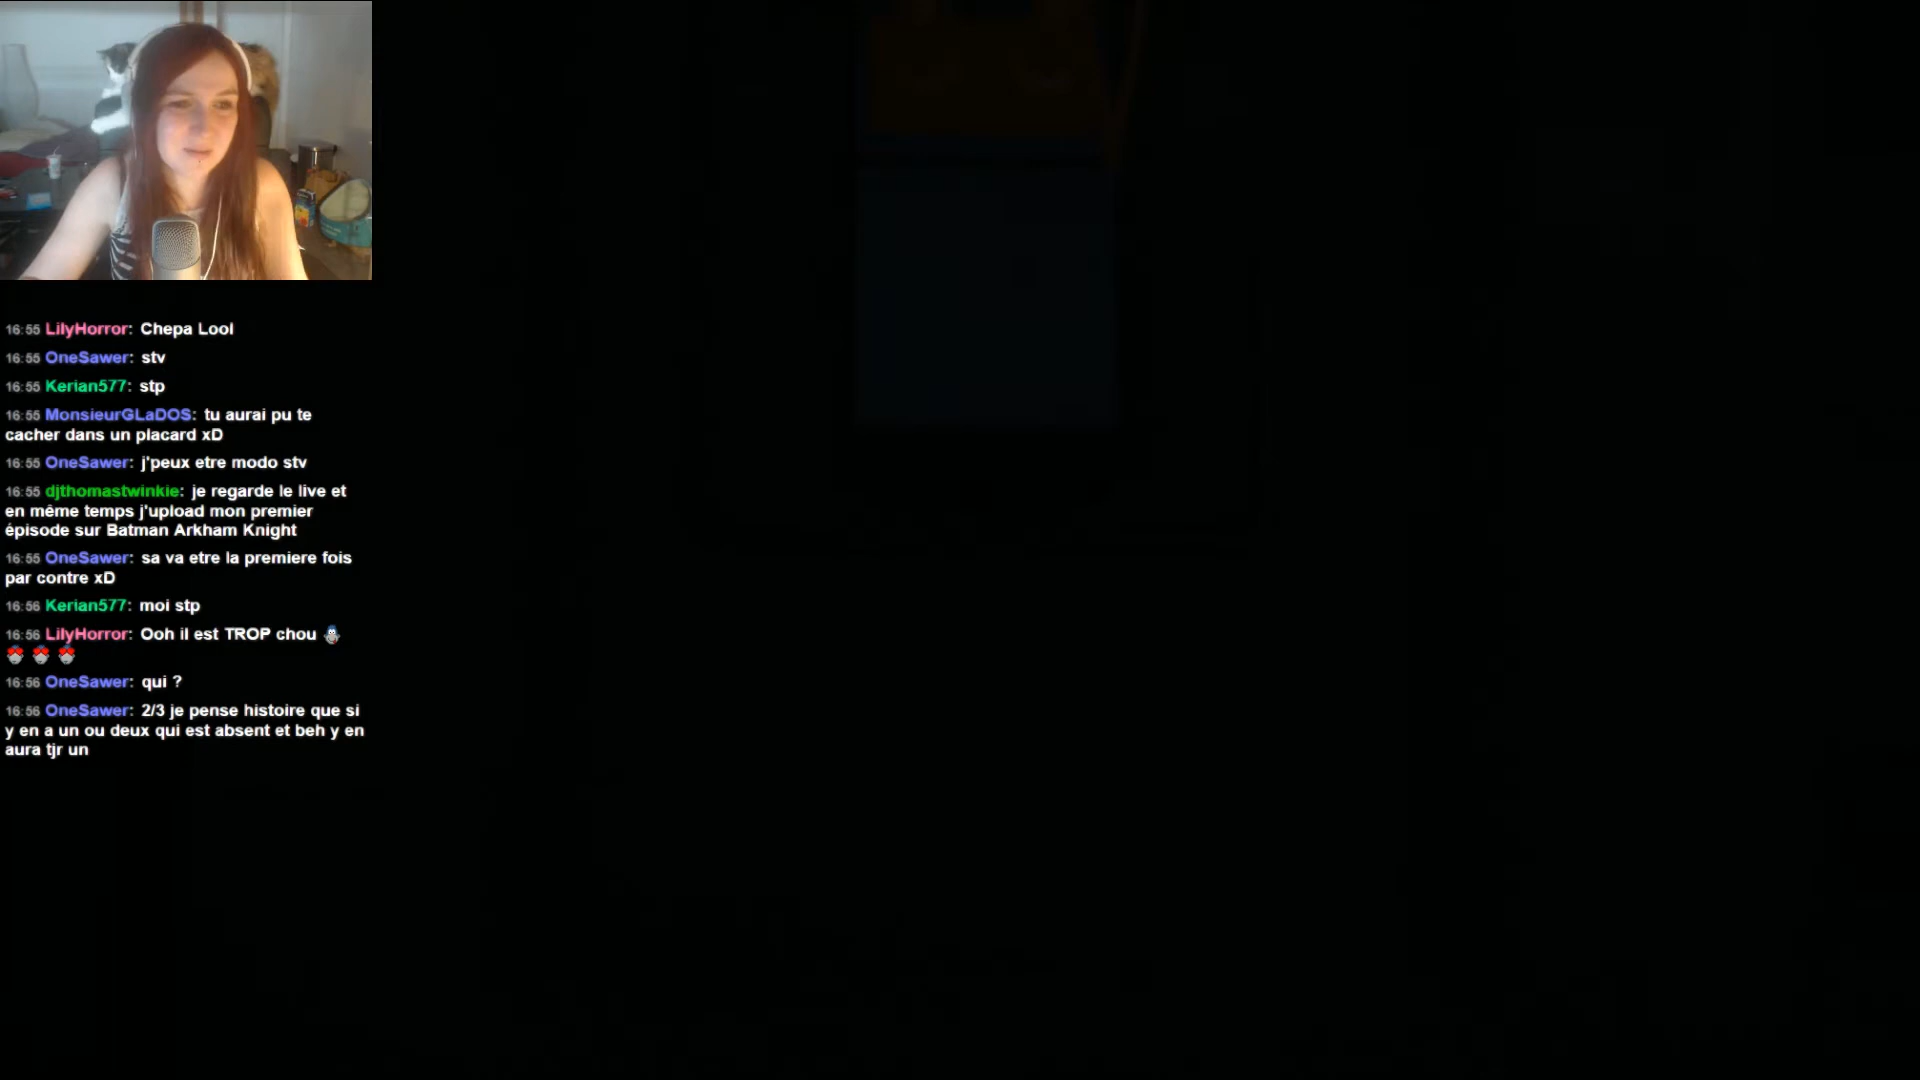 16:55 LilyHorror: Chepa Lool
16:55 OneSawer: stv
16:55 Kerian577: stp
16:55 MonsieurGLaDOS: tu aurai pu te
cacher dans un placard xD
16:55 OneSawer: j'peux etre modo stv
16:55 djthomastwinkie: je regarde le live et
en même temps j'upload mon premier
épisode sur Batman Arkham Knight
16:55 OneSawer: sa va etre la premiere fois
par contre xD
16:56 Kerian577: moi stp
16:56 LilyHorror: Ooh il est TROP chou
16:56 OneSawer: qui ?
16:56 OneSawer: 2/3 je pense histoire que si
y en a un ou deux qui est absent et beh y en
aura tjr un